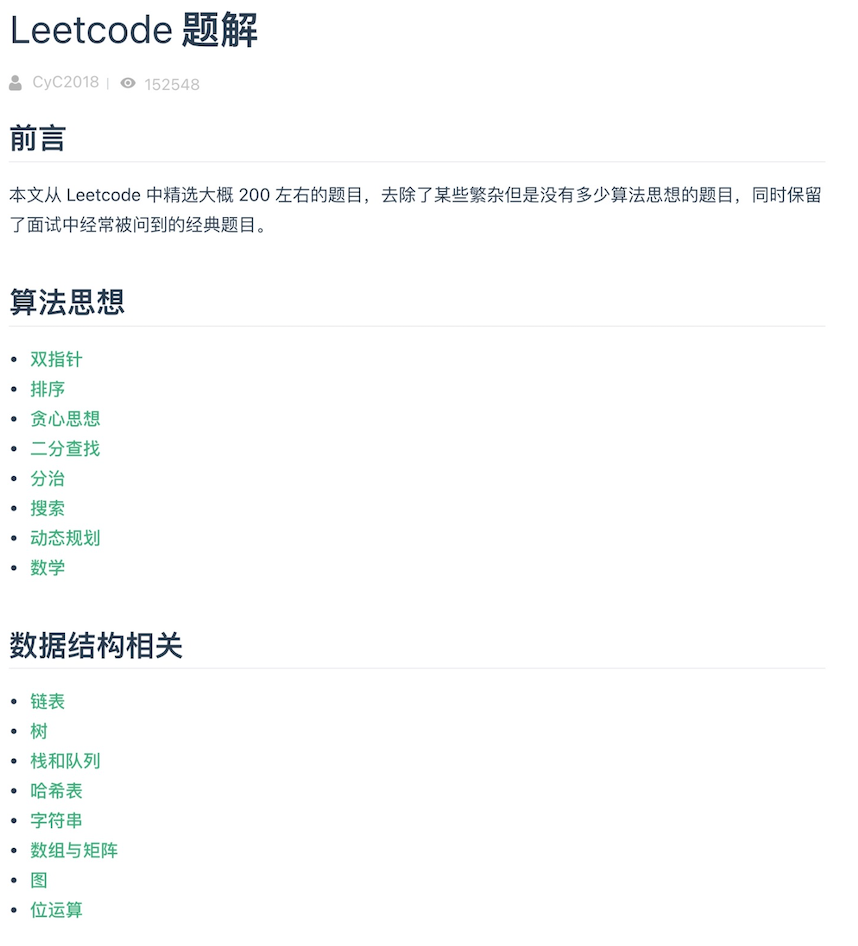 Leetcode 题解
CyC2018 | 152548
前言
本文从 Leetcode 中精选大概 200 左右的题目，去除了某些繁杂但是没有多少算法思想的题目，同时保留
了面试中经常被问到的经典题目。
算法思想
双指针
排序
贪心思想
二分查找
分治
搜索
动态规划
数学
数据结构相关
链表
树
栈和队列
哈希表
字符串
数组与矩阵
图
位运算